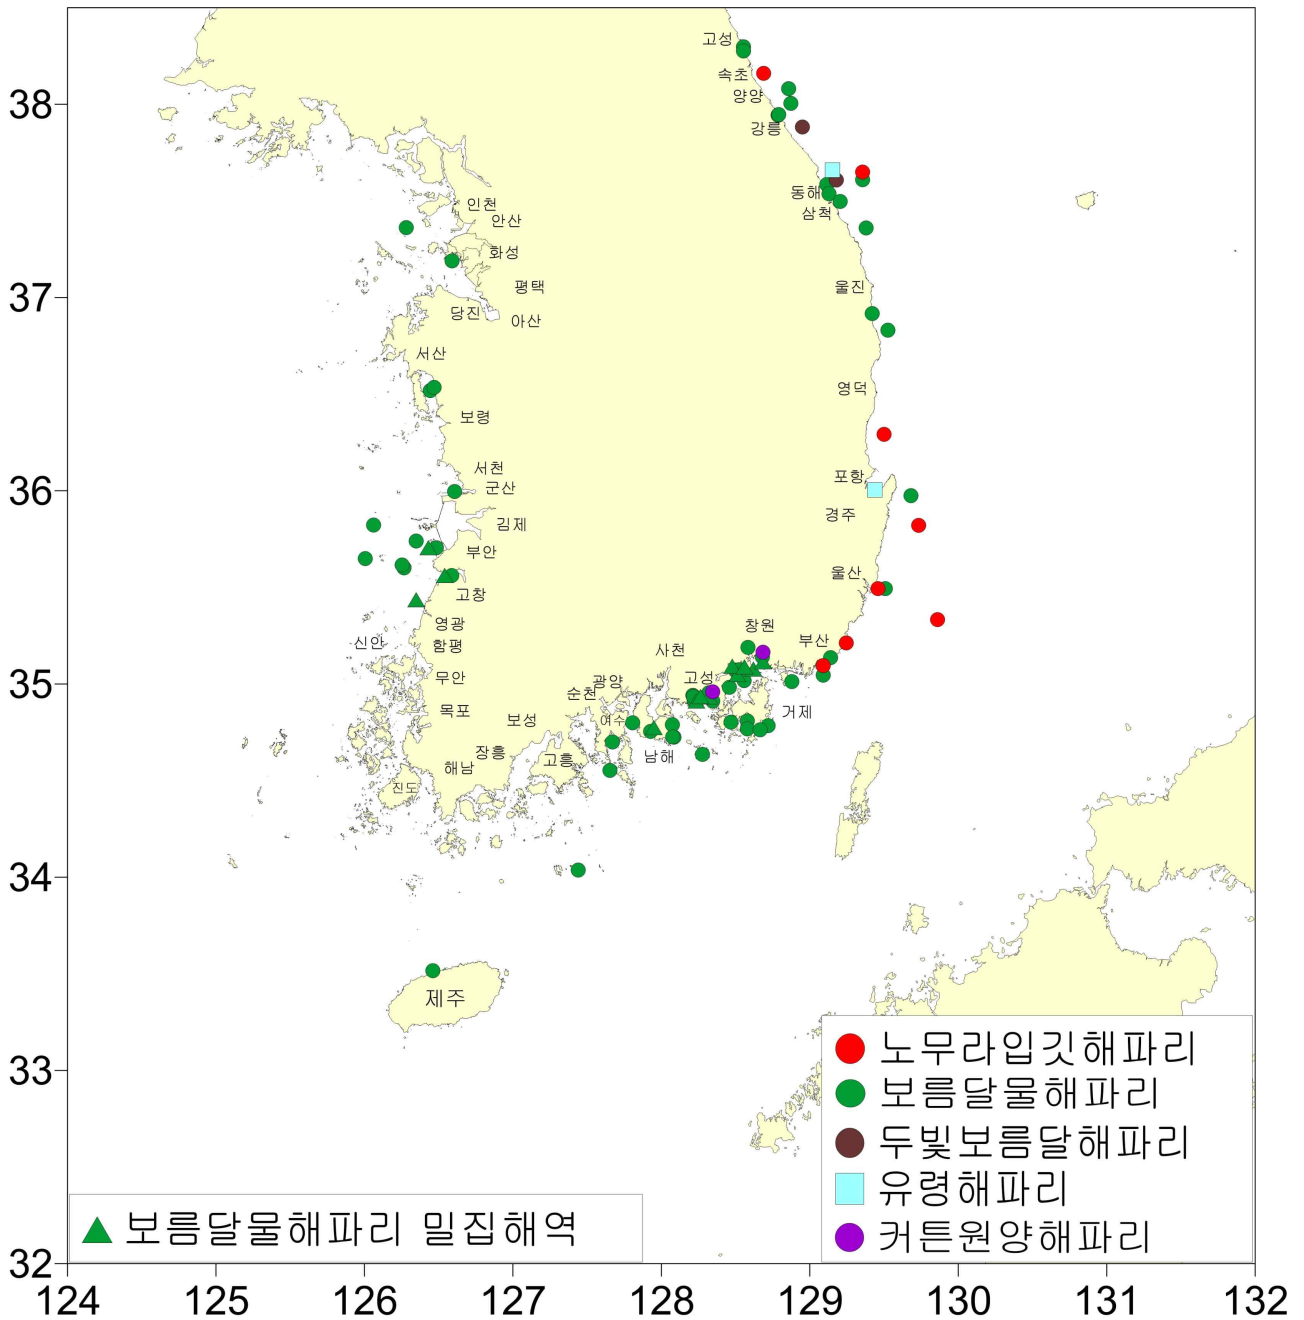 고성
속초
양양
강릉
동해
삼척
울진
영덕
포항
경주
울산
부산
창원
사천
고성
거제
광양
순천
여수
남해
보성
고흥
장흥
해남
진도
목포
무안
신안
함평
영광
고창
부안
김제
군산
서천
보령
서산
당진
아산
평택
화성
안산
인천
제주
38
37
36
35
34
33
32
124 125 126 127 128 129 130 131 132
노무라입깃해파리
보름달물해파리
두빛보름달해파리
유령해파리
커튼원양해파리
보름달물해파리 밀집해역